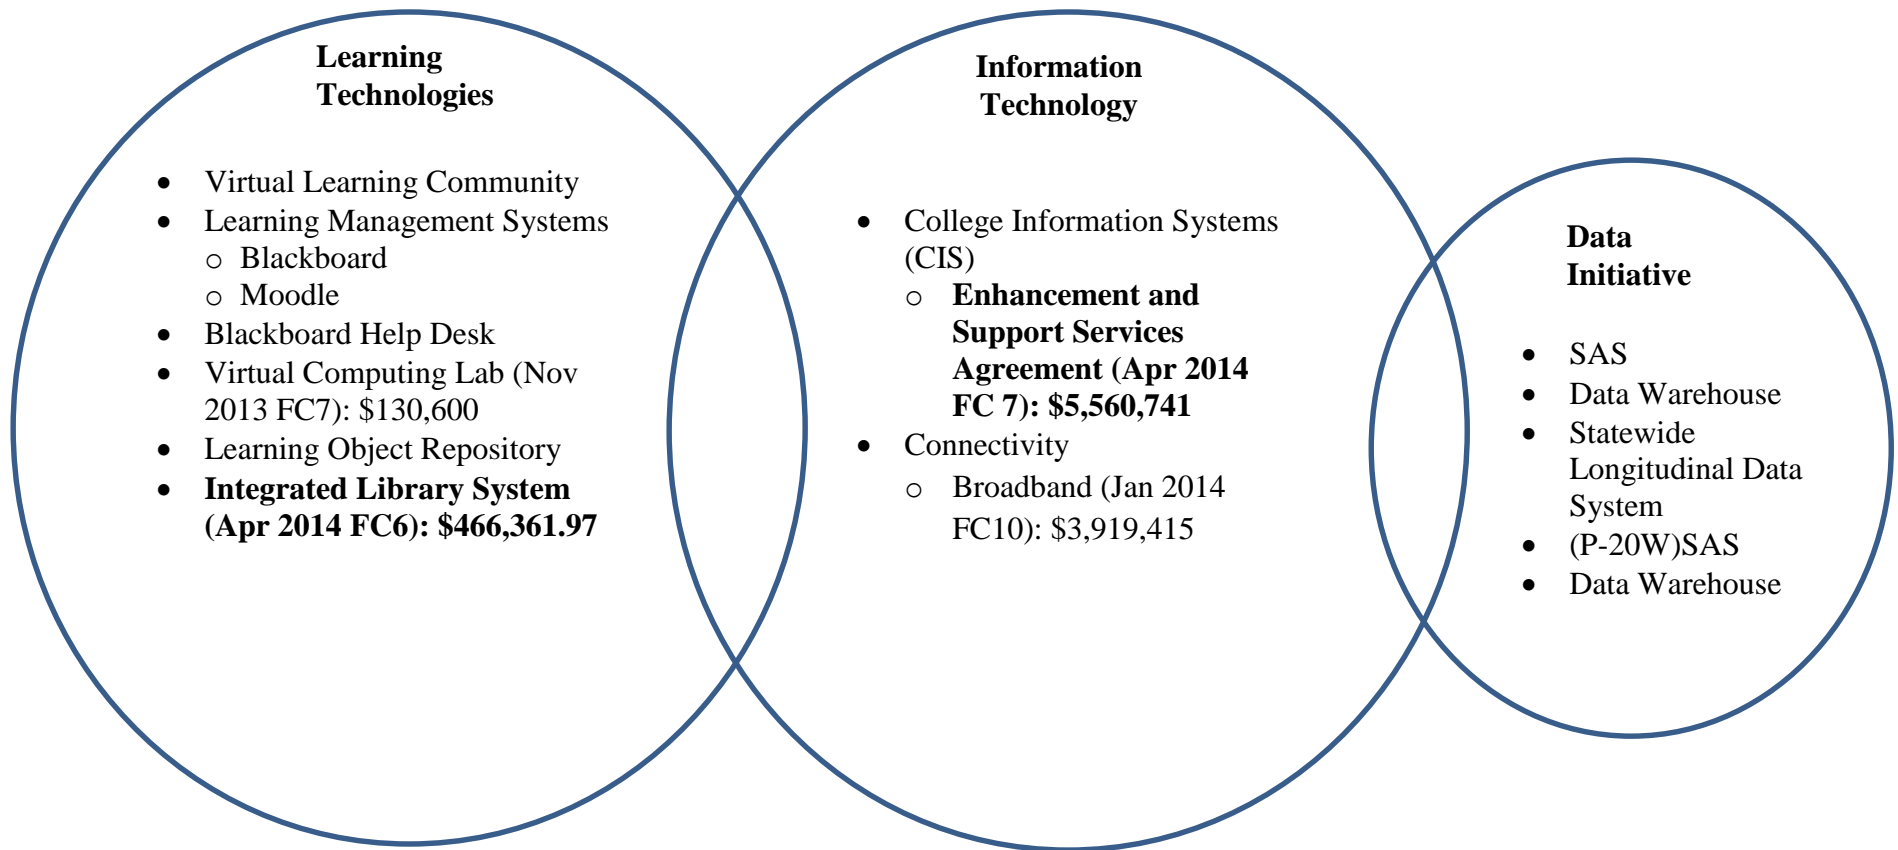 Learning
Technologies
• Virtual Learning Community
• Learning Management Systems
o Blackboard
o Moodle
• Blackboard Help Desk
• Virtual Computing Lab (Nov
2013 FC7): $130,600
• Learning Object Repository
• Integrated Library System
(Apr 2014 FC6): $466,361.97
Information
Technology
• College Information Systems
(CIS)
o Enhancement and
Support Services
Agreement (Apr 2014
FC 7): $5,560,741
• Connectivity
o Broadband (Jan 2014
FC10): $3,919,415
Data
Initiative
• SAS
• Data Warehouse
• Statewide
Longitudinal Data
System
• (P-20W)SAS
• Data Warehouse